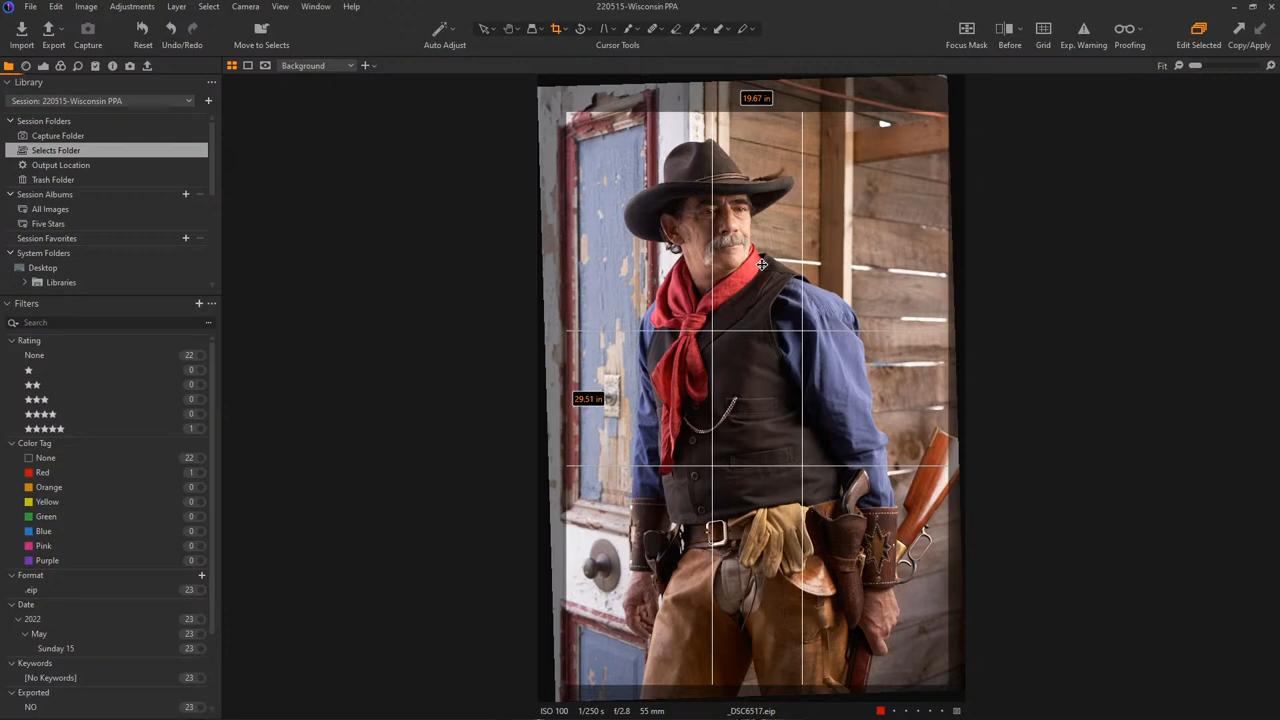 File Edit Image Adjustments Layer Select Camera View Window Help
220515-Wisconsin PPA
Import Export Capture Reset Undo/Redo Move to Selects Auto Adjust Cursor Tools Focus Mask Before Grid Exp. Warning Proofing Edit Selected Copy/Apply
Background
Fit
Library
Session: 220515-Wisconsin PPA
Session Folders
Capture Folder
Selects Folder
Output Location
Trash Folder
Session Albums
All Images
Five Stars
Session Favorites
System Folders
Desktop
Libraries
Filters
Search
Rating
None 22
0
0
0
0
1
Color Tag
None 22
Red 1
Orange 0
Yellow 0
Green 0
Blue 0
Pink 0
Purple 0
Format
.eip 23
Date
2022 23
May 23
Sunday 15 23
Keywords
[No Keywords] 23
Exported
NO 23
19.67 in
29.51 in
ISO 100 1/250 s f/2.8 55 mm _DSC6517.eip